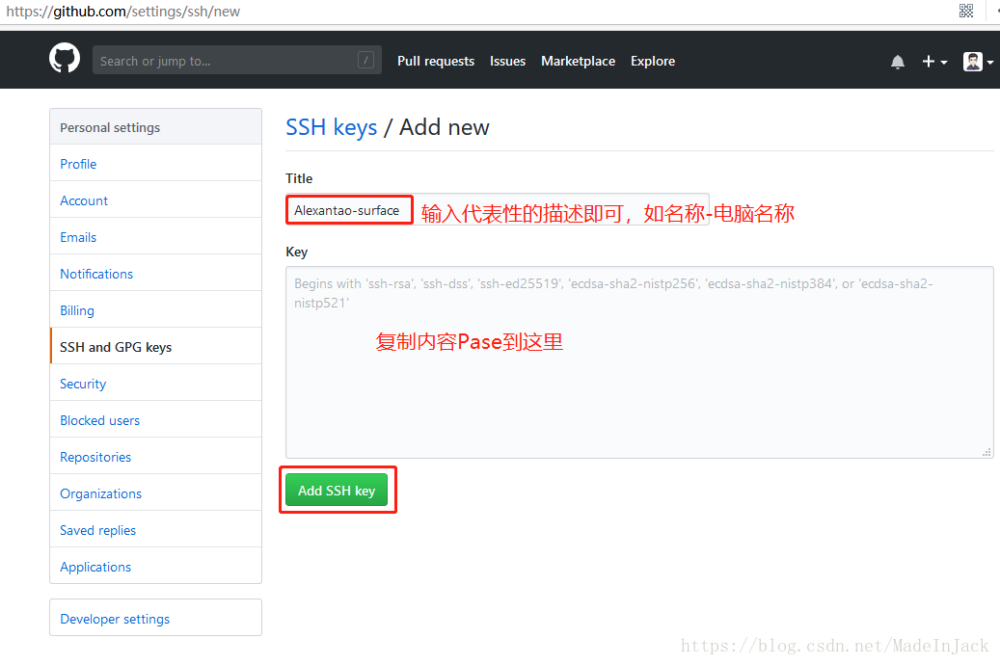 https://github.com/settings/ssh/new
Search or jump to... /
Pull requests Issues Marketplace Explore
Personal settings
Profile
Account
Emails
Notifications
Billing
SSH and GPG keys
Security
Blocked users
Repositories
Organizations
Saved replies
Applications
Developer settings
SSH keys / Add new
Title
Alexantao-surface 输入代表性的描述即可，如名称-电脑名称
Key
Begins with 'ssh-rsa', 'ssh-dss', 'ssh-ed25519', 'ecdsa-sha2-nistp256', 'ecdsa-sha2-nistp384', or 'ecdsa-sha2-
nistp521'
复制内容Pase到这里
Add SSH key
https://blog.csdn.net/MadeInJack